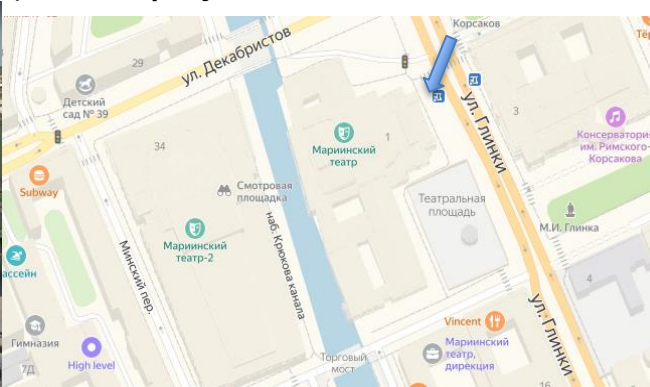 Корсаков
ул. Декабристов
29
Детский
сад № 39
ул. Глинки
3
Консерватория
им. Римского-
Корсакова
34
Мариинский
театр
1
Subway
Смотровая
площадка
Театральная
площадь
М.И. Глинка
Мариинский
театр-2
наб. Крюкова канала
Минский пер.
4
ул. Глинки
Гимназия
High level
7Д
Vincent
Торговый
мост
Мариинский
театр,
дирекция
16